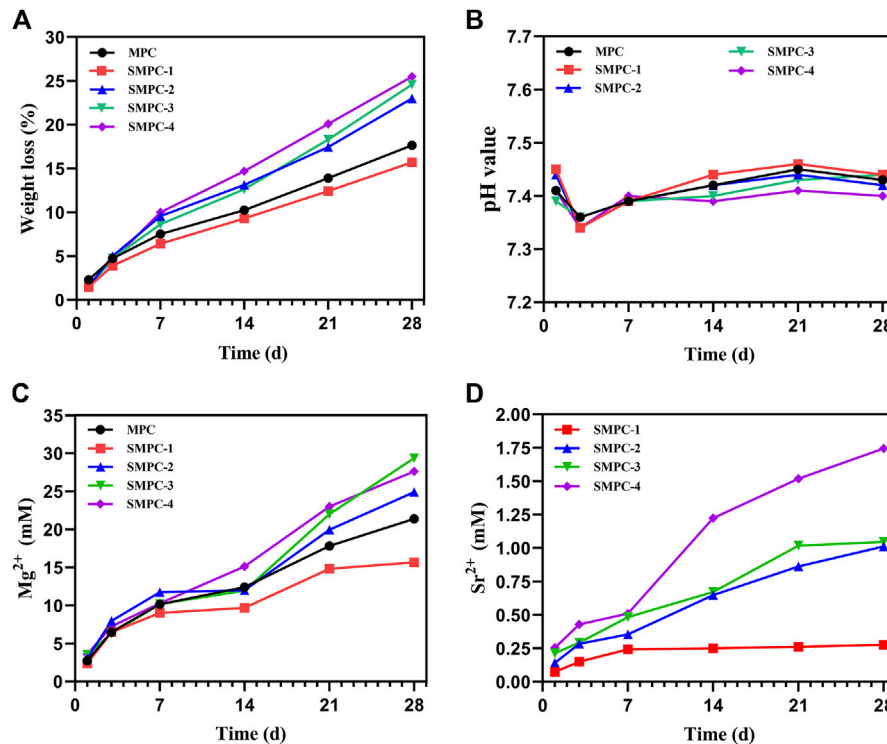 A
Weight loss (%)
30
25
20
15
10
5
0
MPC
SMPC-1
SMPC-2
SMPC-3
SMPC-4
0 7 14 21 28
Time (d)
B
pH value
7.7
7.6
7.5
7.4
7.3
7.2
MPC
SMPC-1
SMPC-2
SMPC-3
SMPC-4
0 7 14 21 28
Time (d)
C
Mg²⁺ (mM)
35
30
25
20
15
10
5
0
MPC
SMPC-1
SMPC-2
SMPC-3
SMPC-4
0 7 14 21 28
Time (d)
D
Sr²⁺ (mM)
2.00
1.75
1.50
1.25
1.00
0.75
0.50
0.25
0.00
SMPC-1
SMPC-2
SMPC-3
SMPC-4
0 7 14 21 28
Time (d)